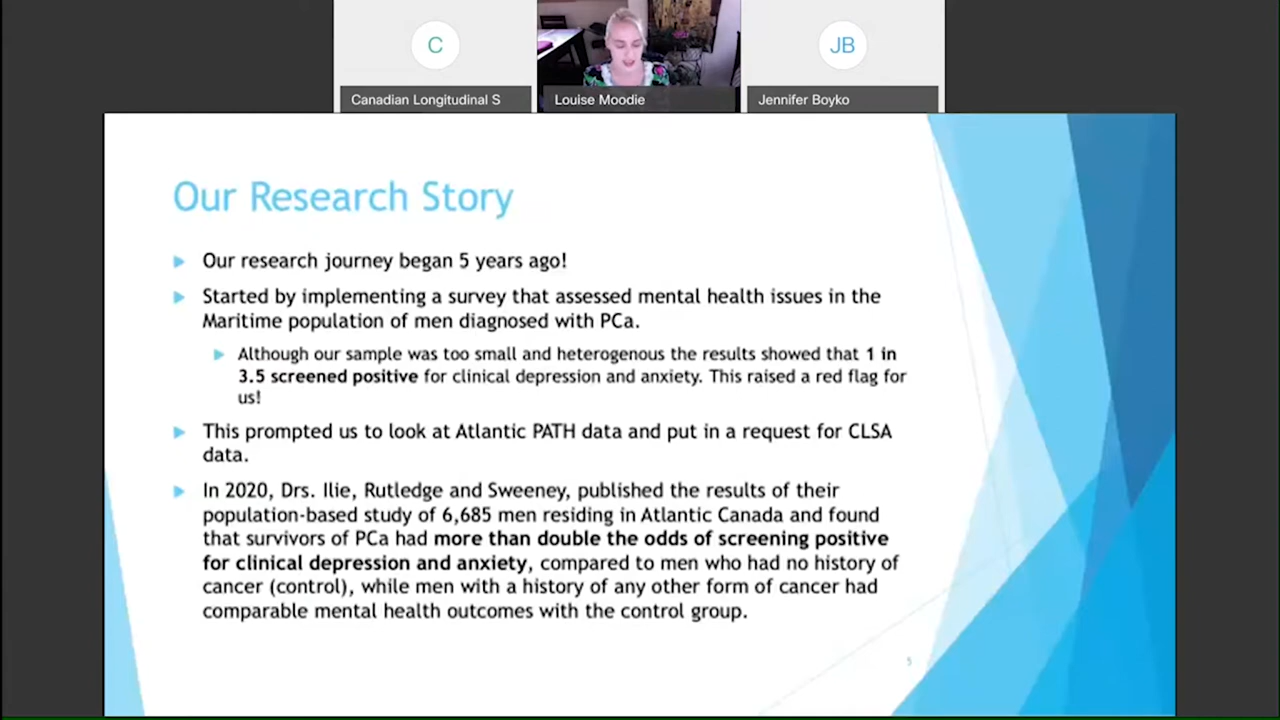 C
JB
Canadian Longitudinal S
Louise Moodie
Jennifer Boyko
Our Research Story
Our research journey began 5 years ago!
Started by implementing a survey that assessed mental health issues in the
Maritime population of men diagnosed with PCa.
Although our sample was too small and heterogenous the results showed that 1 in
3.5 screened positive for clinical depression and anxiety. This raised a red flag for
us!
This prompted us to look at Atlantic PATH data and put in a request for CLSA
data.
In 2020, Drs. Ilie, Rutledge and Sweeney, published the results of their
population-based study of 6,685 men residing in Atlantic Canada and found
that survivors of PCa had more than double the odds of screening positive
for clinical depression and anxiety, compared to men who had no history of
cancer (control), while men with a history of any other form of cancer had
comparable mental health outcomes with the control group.
5